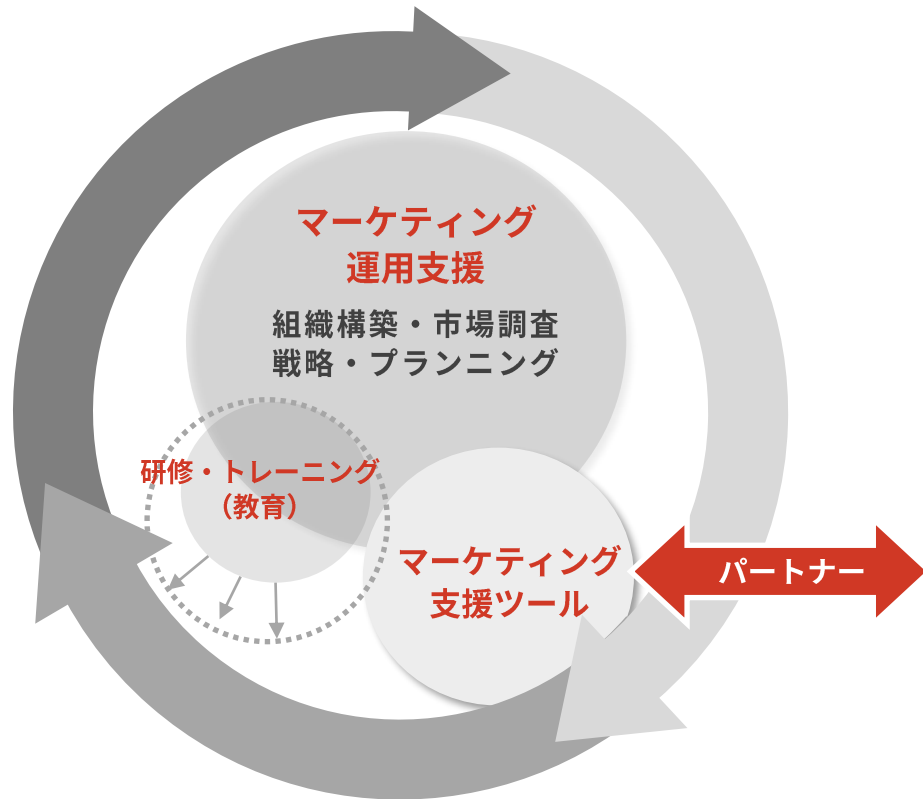 マーケティング
運用支援
組織構築・市場調査
戦略・プランニング
研修・トレーニング
（教育）
マーケティング
支援ツール
パートナー